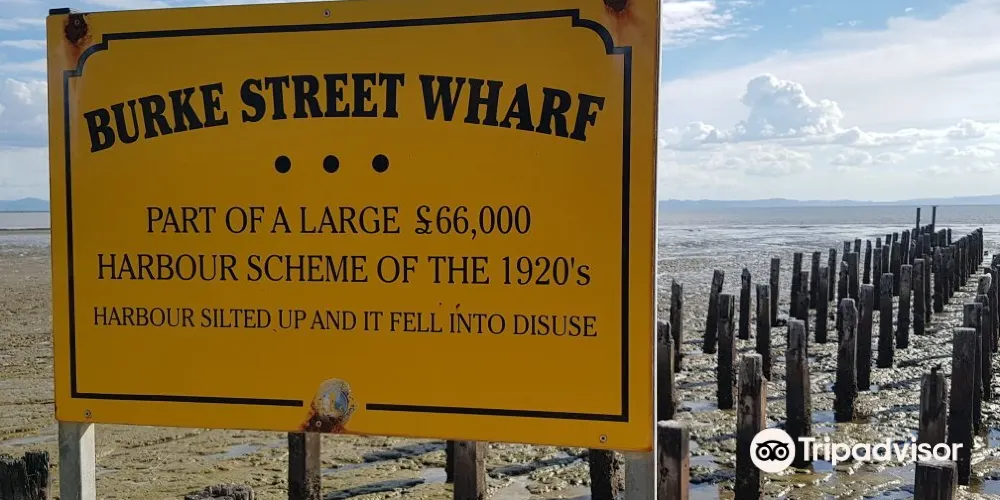 BURKE STREET WHARF
PART OF A LARGE £66,000
HARBOUR SCHEME OF THE 1920's
HARBOUR SILTED UP AND IT FELL INTO DISUSE
Tripadvisor